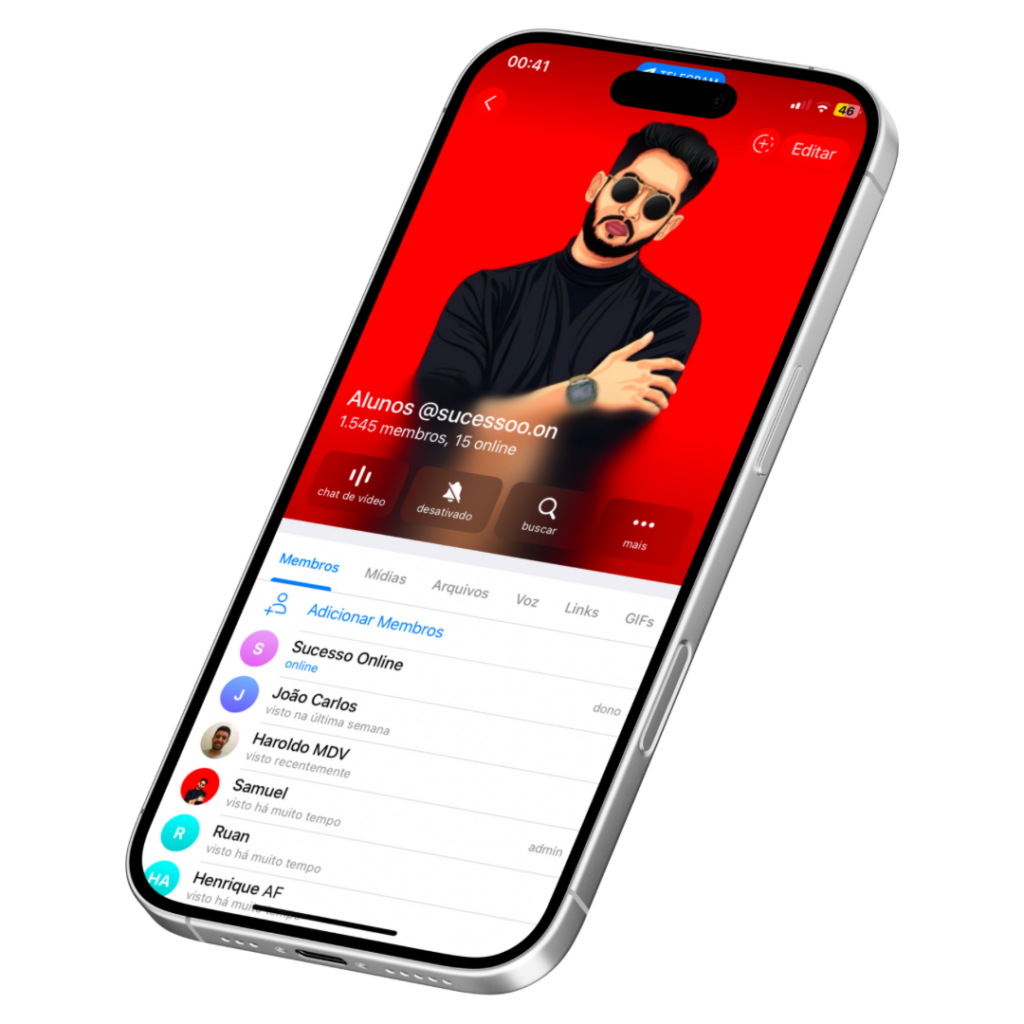 00:41
TELEGRAM
46
Editar
Alunos @sucessoo.on
1.545 membros, 15 online
chat de vídeo
desativado
buscar
mais
Membros Mídias Arquivos Voz Links GIFs
Adicionar Membros
S
Sucesso Online
online
dono
J
João Carlos
visto na última semana
Haroldo MDV
visto recentemente
Samuel
visto há muito tempo
admin
R
Ruan
visto há muito tempo
HA
Henrique AF
visto há muito tempo